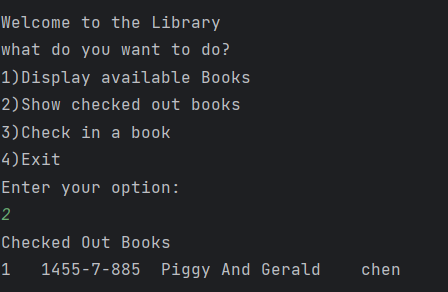 Welcome to the Library
what do you want to do?
1)Display available Books
2)Show checked out books
3)Check in a book
4)Exit
Enter your option:
2
Checked Out Books
1   1455-7-885  Piggy And Gerald    chen